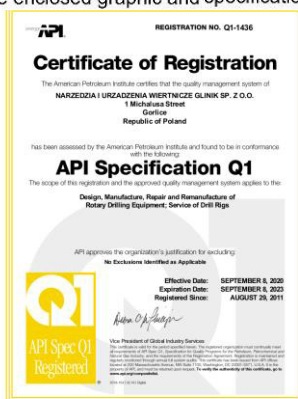 e enclosed graphic and specification
API
REGISTRATION NO. Q1-1436
Certificate of Registration
The American Petroleum Institute certifies that the quality management system of
NARZEDZIA I URZADZENIA WIERTNICZE GLINIK SP. Z O.O.
1 Michalusa Street
Gorlice
Republic of Poland
has been assessed by the American Petroleum Institute and found to be in conformance
with the following:
API Specification Q1
The scope of this registration and the approved quality management system applies to the:
Design, Manufacture, Repair and Remanufacture of
Rotary Drilling Equipment; Service of Drill Rigs
API approves the organization's justification for excluding:
No Exclusions Identified as Applicable
Effective Date: SEPTEMBER 8, 2020
Expiration Date: SEPTEMBER 8, 2023
Registered Since: AUGUST 29, 2011
Q1
API Spec Q1
Registered
Vice President of Global Industry Services